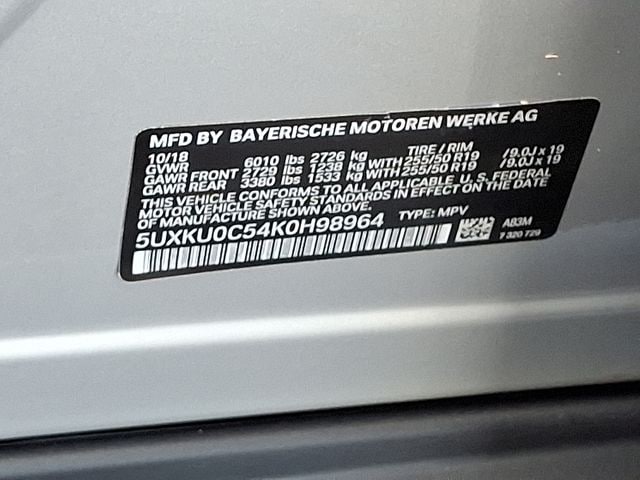 MFD BY BAYERISCHE MOTOREN WERKE AG
10/18 TIRE / RIM
GVWR 6010 lbs 2726 kg
GAWR FRONT 2729 lbs 1238 kg WITH 255/50 R19 /9.0J x 19
GAWR REAR 3380 lbs 1533 kg WITH 255/50 R19 /9.0J x 19
THIS VEHICLE CONFORMS TO ALL APPLICABLE U.S. FEDERAL
MOTOR VEHICLE SAFETY STANDARDS IN EFFECT ON THE DATE
OF MANUFACTURE SHOWN ABOVE.
5UXKU0C54K0H98964 TYPE: MPV
A83M
7 320 729